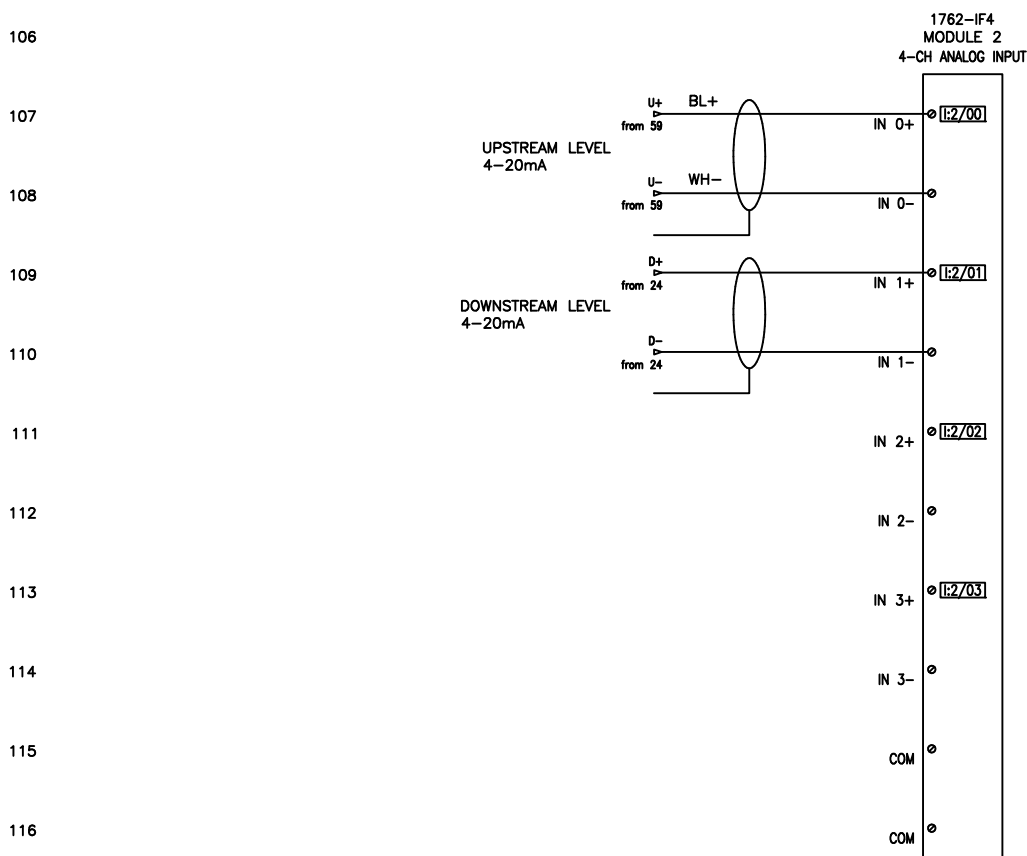 1762-IF4
106
MODULE 2
4-CH ANALOG INPUT
U+
BL+
107
I:2/00
from 59
IN 0+
UPSTREAM LEVEL
4-20mA
U-
WH-
108
from 59
IN 0-
D+
109
I:2/01
from 24
IN 1+
DOWNSTREAM LEVEL
4-20mA
D-
110
from 24
IN 1-
111
I:2/02
IN 2+
112
IN 2-
113
I:2/03
IN 3+
114
IN 3-
115
COM
116
COM